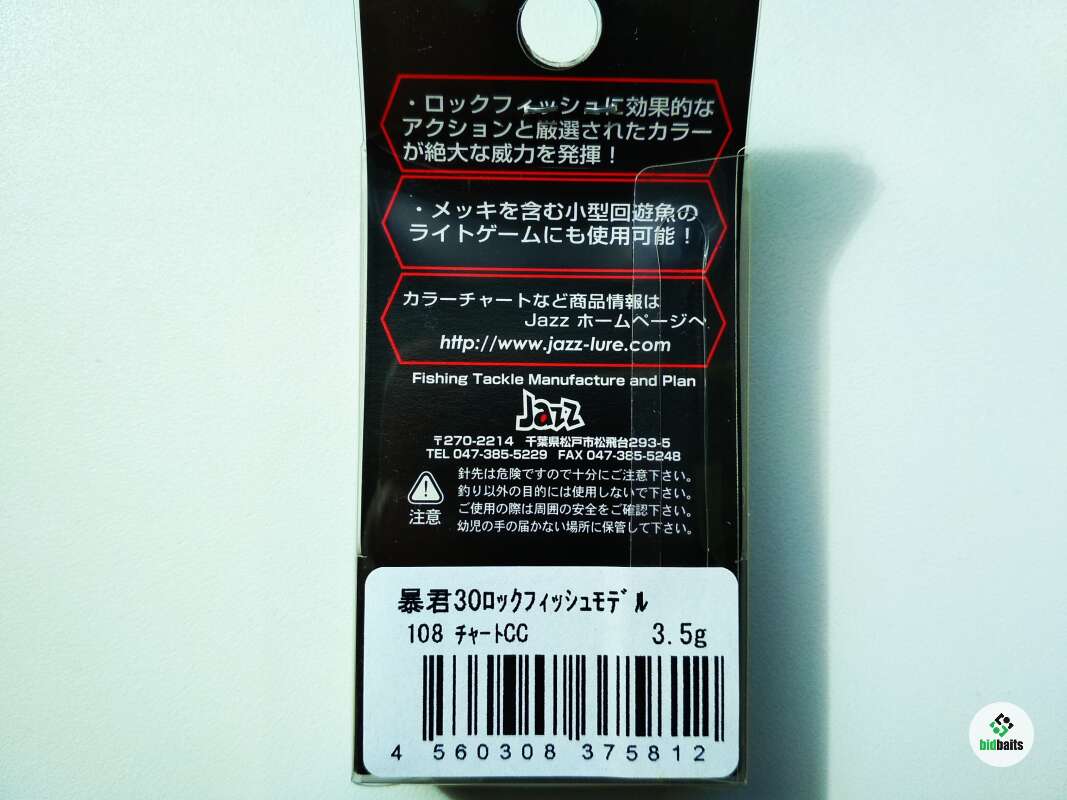 ・ロックフィッシュに効果的な
アクションと厳選されたカラー
が絶大な威力を発揮！
・メッキを含む小型回遊魚の
ライトゲームにも使用可能！
カラーチャートなど商品情報は
Jazz ホームページへ
http://www.jazz-lure.com
Fishing Tackle Manufacture and Plan
Jazz
〒270-2214 千葉県松戸市松飛台293-5
TEL 047-385-5229 FAX 047-385-5248
針先は危険ですので十分にご注意下さい。
釣り以外の目的には使用しないで下さい。
ご使用の際は周囲の安全をご確認下さい。
幼児の手の届かない場所に保管して下さい。
注意
暴君30ﾛｯｸﾌｨｯｼｭﾓﾃﾞﾙ
108 ﾁｬｰﾄCC 3.5g
4 560308 375812
bidbaits